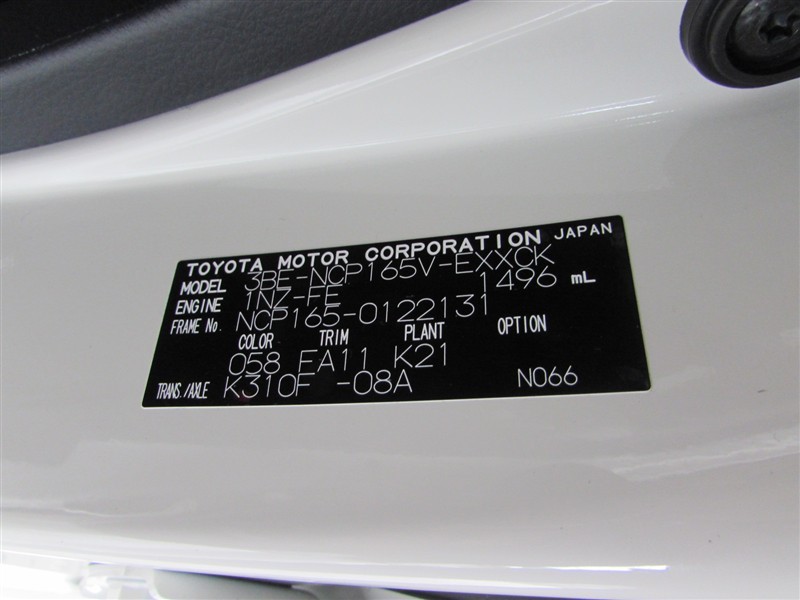 TOYOTA MOTOR CORPORATION JAPAN
MODEL 3BE-NCP165V-EXXCK
ENGINE 1NZ-FE 1496 mL
FRAME No. NCP165-0122131
COLOR TRIM PLANT OPTION
058 FA11 K21
TRANS./AXLE K310F -08A N066